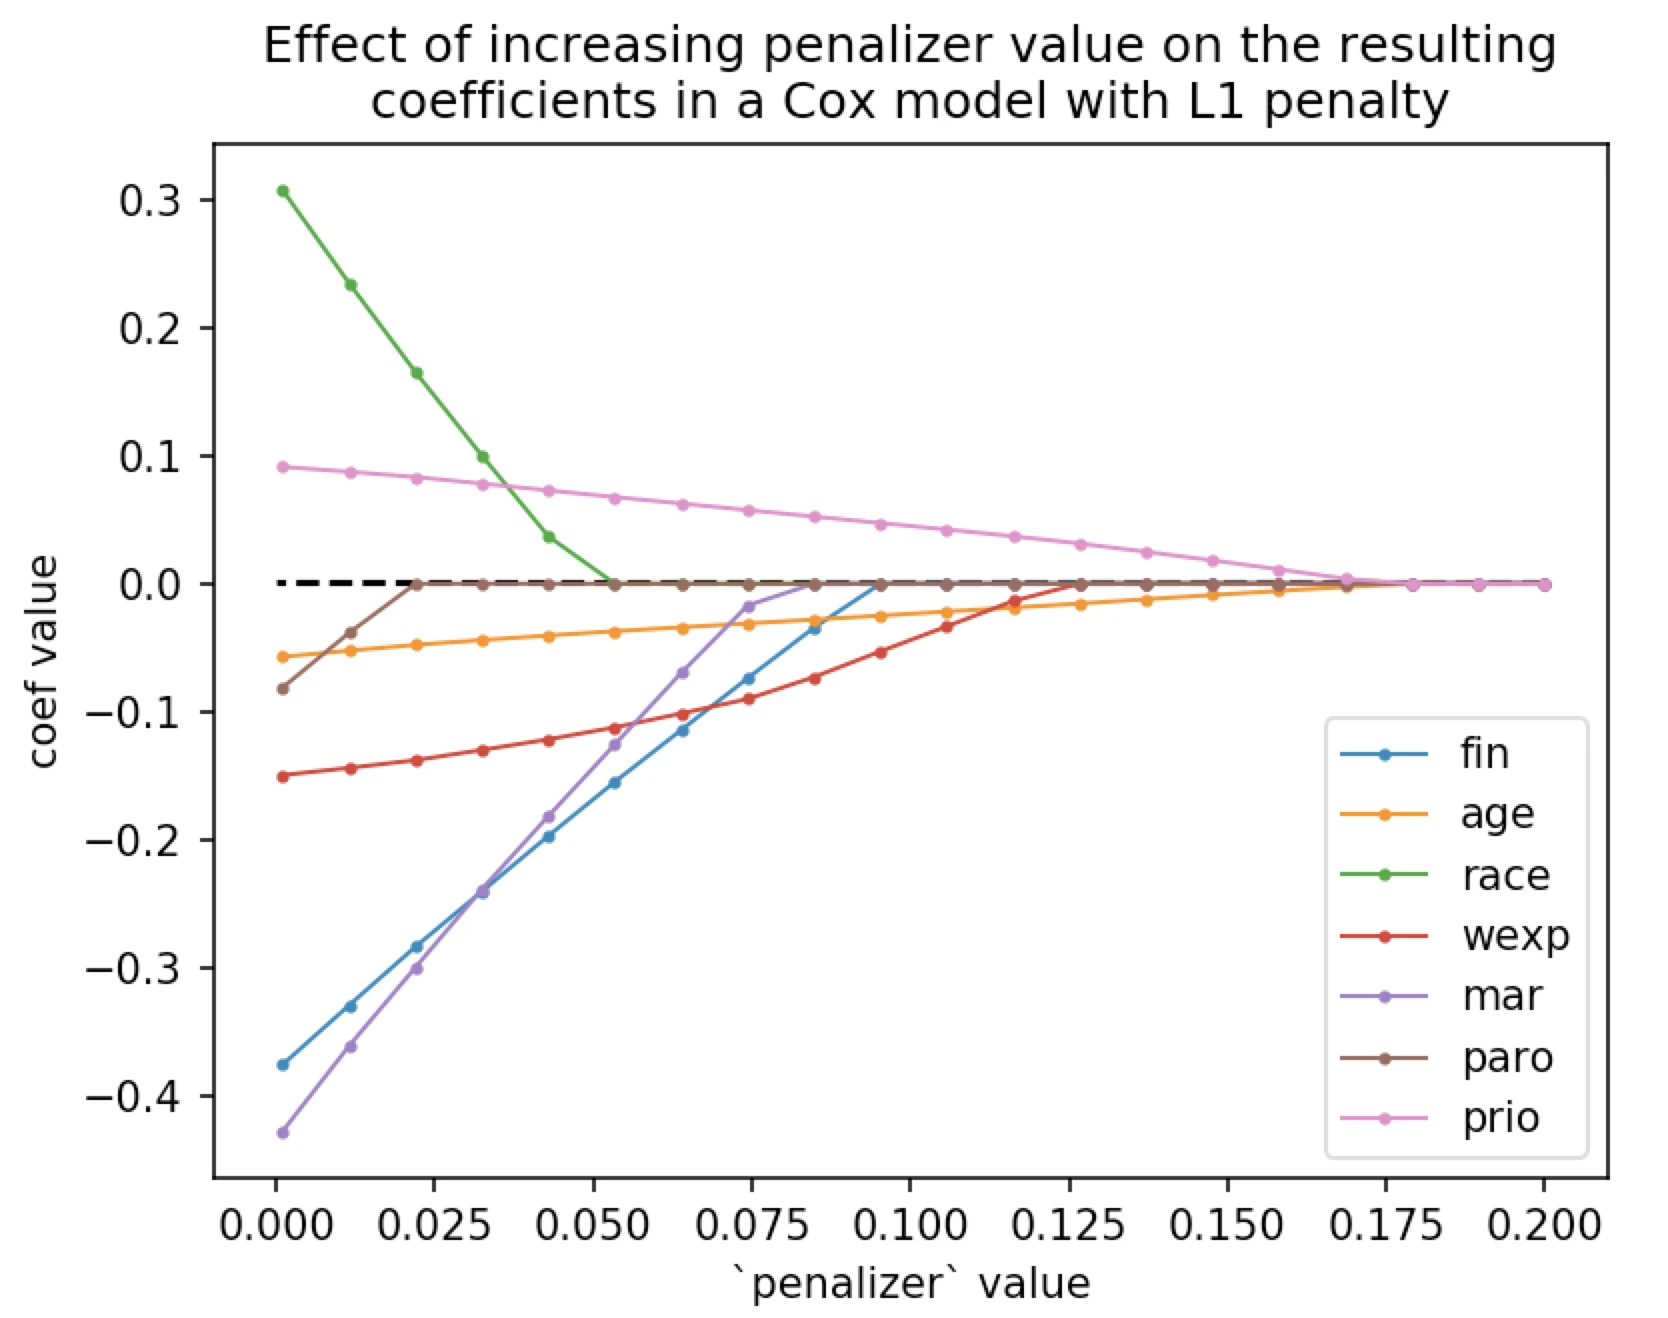 Effect of increasing penalizer value on the resulting
coefficients in a Cox model with L1 penalty
0.3
0.2
0.1
0.0
−0.1
−0.2
−0.3
−0.4
coef value
fin
age
race
wexp
mar
paro
prio
0.000 0.025 0.050 0.075 0.100 0.125 0.150 0.175 0.200
`penalizer` value